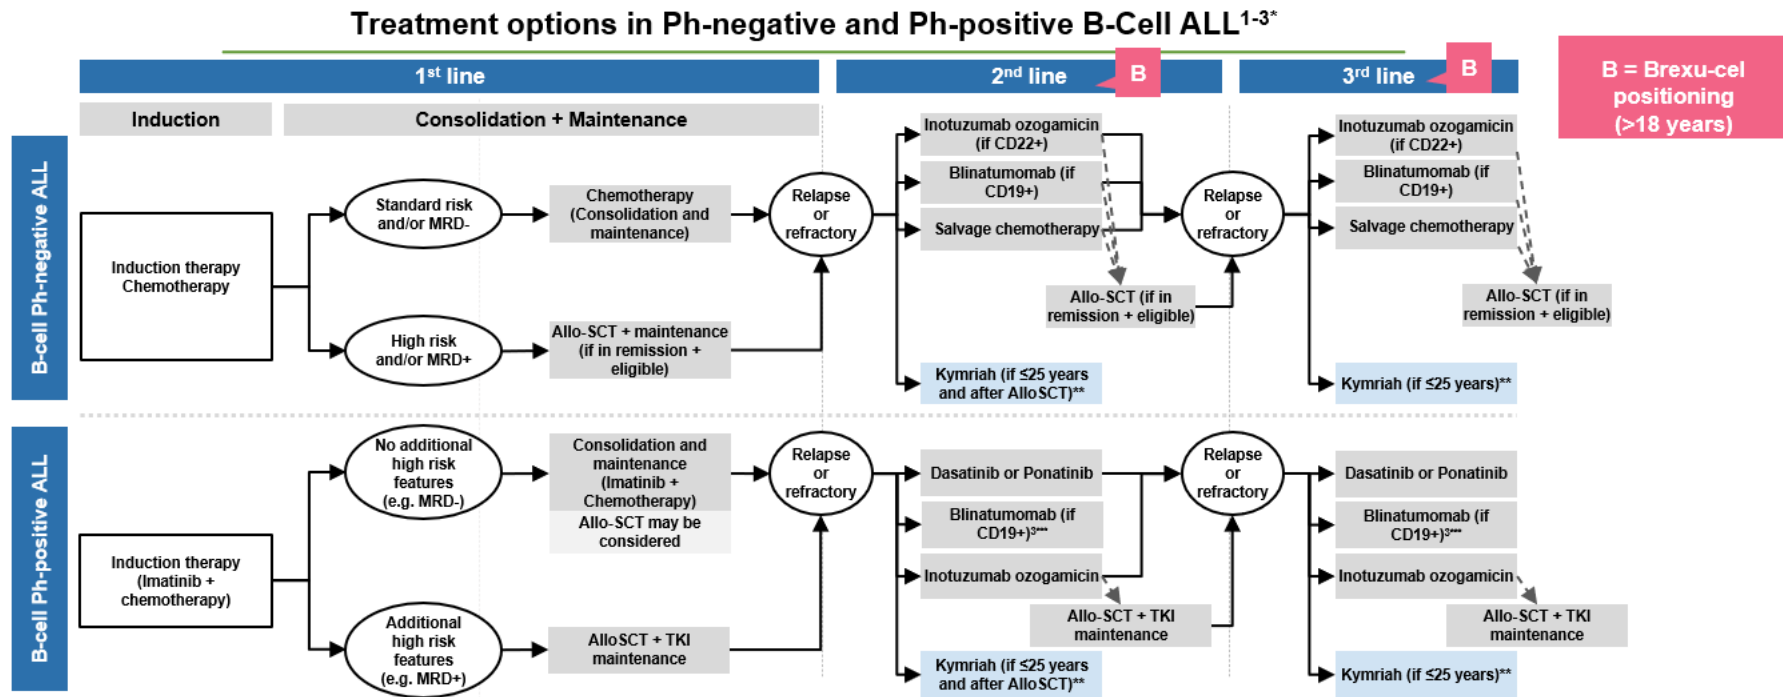 Treatment options in Ph-negative and Ph-positive B-Cell ALL1-3*
1st line
2nd line
B
3rd line
B
B = Brexu-cel
positioning
(>18 years)
Induction
Consolidation + Maintenance
B-cell Ph-negative ALL
Induction therapy
Chemotherapy
Standard risk
and/or MRD-
Chemotherapy
(Consolidation and
maintenance)
High risk
and/or MRD+
Allo-SCT + maintenance
(if in remission +
eligible)
Relapse
or
refractory
Inotuzumab ozogamicin
(if CD22+)
Blinatumomab (if
CD19+)
Salvage chemotherapy
Allo-SCT (if in
remission + eligible)
Kymriah (if ≤25 years
and after AlloSCT)**
Relapse
or
refractory
Inotuzumab ozogamicin
(if CD22+)
Blinatumomab (if
CD19+)
Salvage chemotherapy
Allo-SCT (if in
remission + eligible)
Kymriah (if ≤25 years)**
B-cell Ph-positive ALL
Induction therapy
(Imatinib +
chemotherapy)
No additional
high risk
features
(e.g. MRD-)
Consolidation and
maintenance
(Imatinib +
Chemotherapy)
Allo-SCT may be
considered
Additional
high risk
features
(e.g. MRD+)
AlloSCT + TKI
maintenance
Relapse
or
refractory
Dasatinib or Ponatinib
Blinatumomab (if
CD19+)3***
Inotuzumab ozogamicin
Allo-SCT + TKI
maintenance
Kymriah (if ≤25 years
and after AlloSCT)**
Relapse
or
refractory
Dasatinib or Ponatinib
Blinatumomab (if
CD19+)3***
Inotuzumab ozogamicin
Allo-SCT + TKI
maintenance
Kymriah (if ≤25 years)**